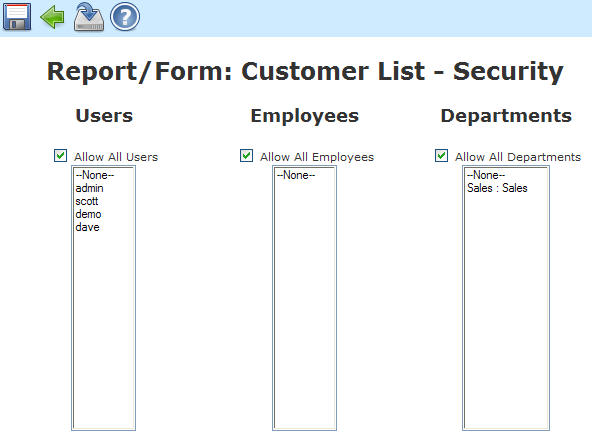 Report/Form: Customer List - Security
Users
Employees
Departments
Allow All Users
Allow All Employees
Allow All Departments
--None--
admin
scott
demo
dave
--None--
--None--
Sales : Sales